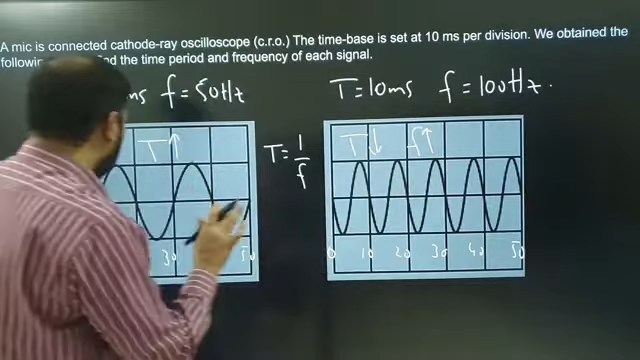 A mic is connected cathode-ray oscilloscope (c.r.o.) The time-base is set at 10 ms per division. We obtained the
the time period and frequency of each signal.
ms f = 50Hz
T = 10ms f = 100Hz.
T↑
T = 1/f
T↓ f↑
30 50
0 10 20 30 40 50